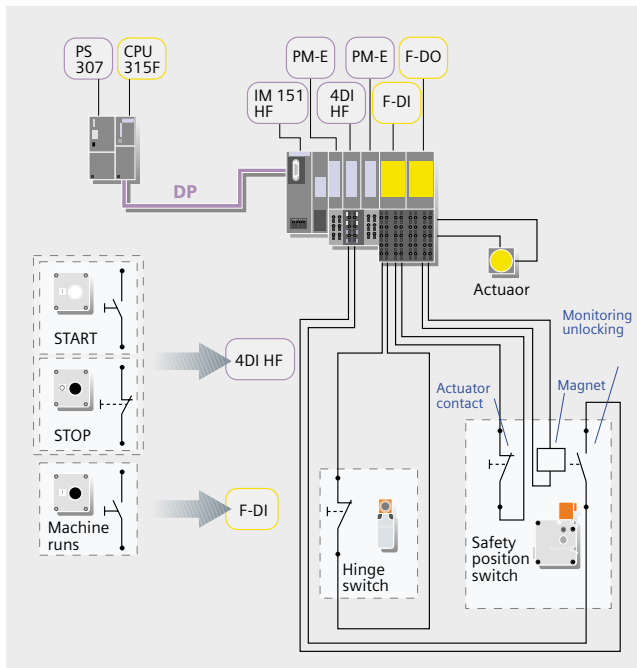 PS
307
CPU
315F
PM-E
PM-E
F-DO
IM 151
HF
4DI
HF
F-DI
DP
Actuaor
Monitoring
unlocking
START
4DI HF
Actuator
contact
Magnet
STOP
F-DI
Machine
runs
Hinge
switch
Safety
position
switch